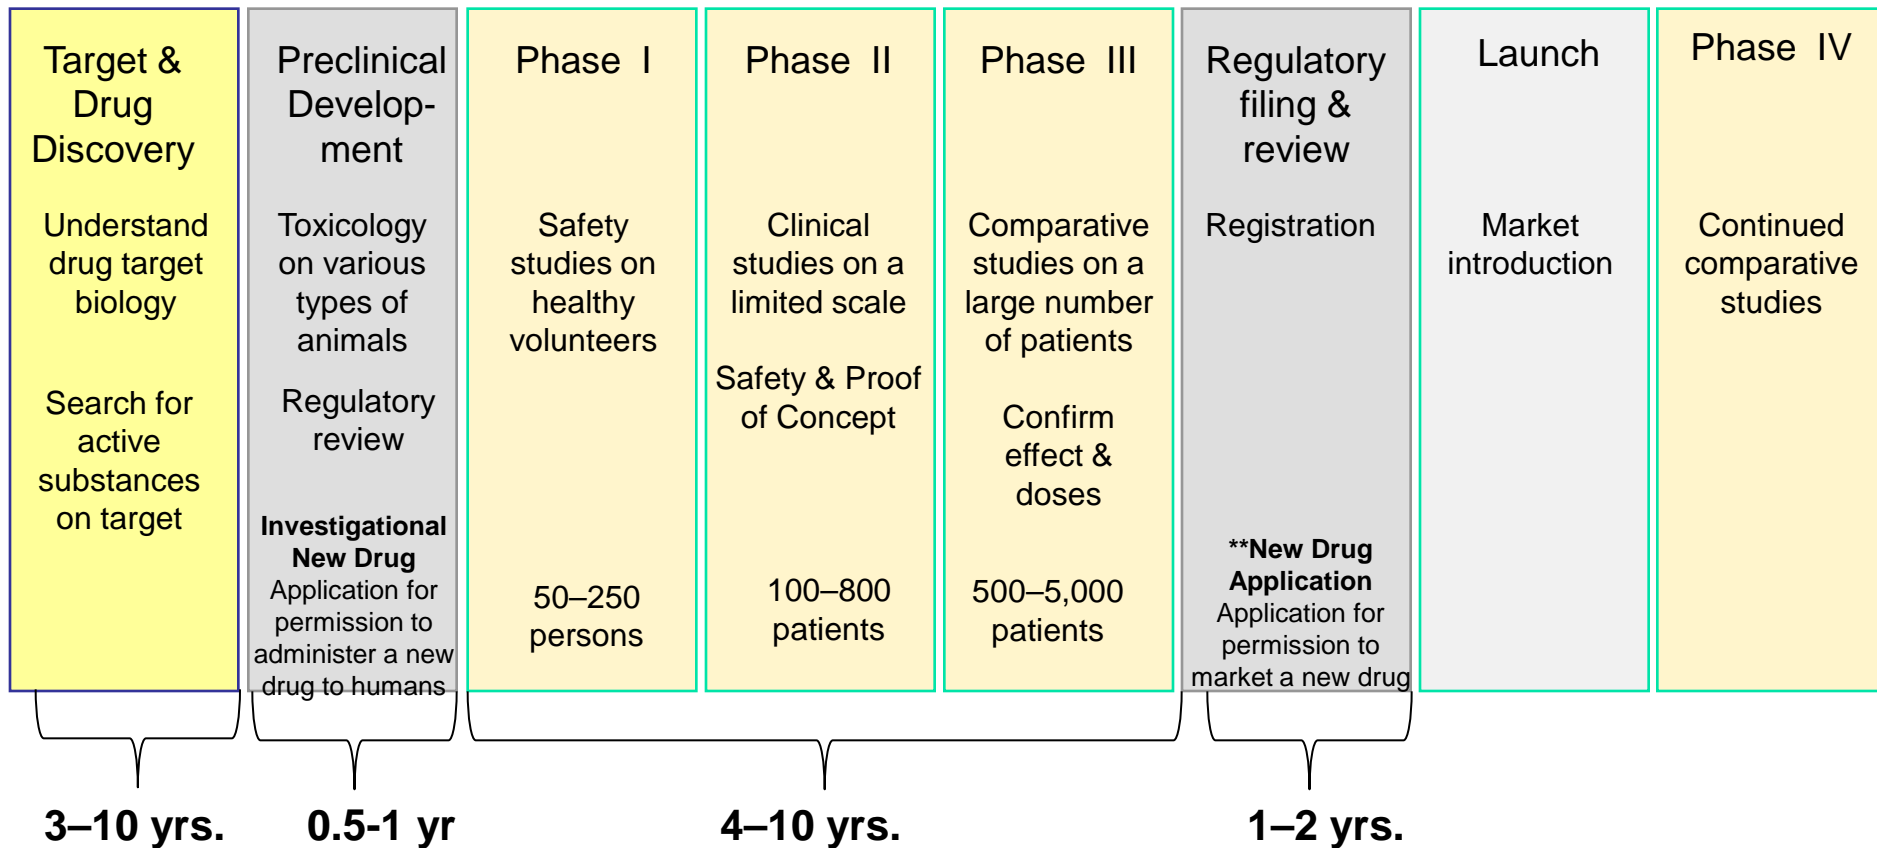 Target &
Drug
Discovery
Understand
drug target
biology
Search for
active
substances
on target
Preclinical
Develop-
ment
Toxicology
on various
types of
animals
Regulatory
review
Investigational
New Drug
Application for
permission to
administer a new
drug to humans
Phase I
Safety
studies on
healthy
volunteers
50–250
persons
Phase II
Clinical
studies on a
limited scale
Safety & Proof
of Concept
100–800
patients
Phase III
Comparative
studies on a
large number
of patients
Confirm
effect &
doses
500–5,000
patients
Regulatory
filing &
review
Registration
**New Drug
Application
Application for
permission to
market a new drug
Launch
Market
introduction
Phase IV
Continued
comparative
studies
3–10 yrs.
0.5-1 yr
4–10 yrs.
1–2 yrs.